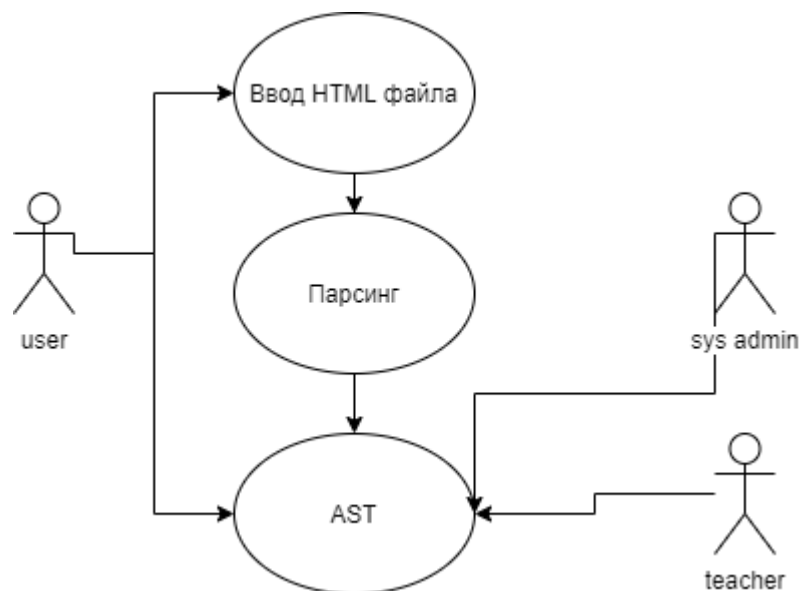 Ввод HTML файла
Парсинг
user
sys admin
AST
teacher